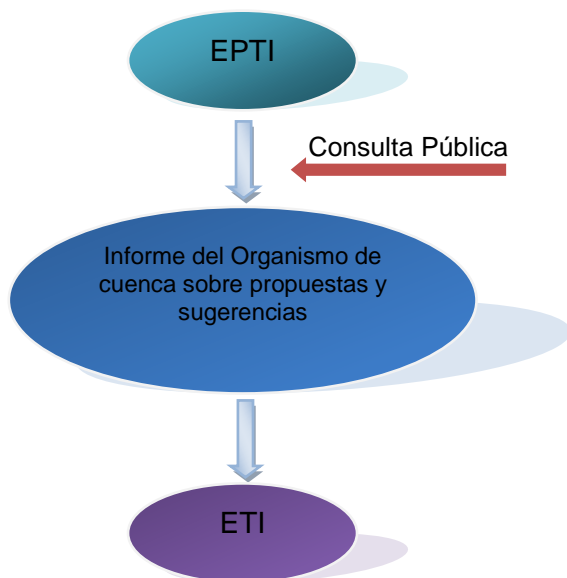 EPTI
Consulta Pública
Informe del Organismo de
cuenca sobre propuestas y
sugerencias
ETI